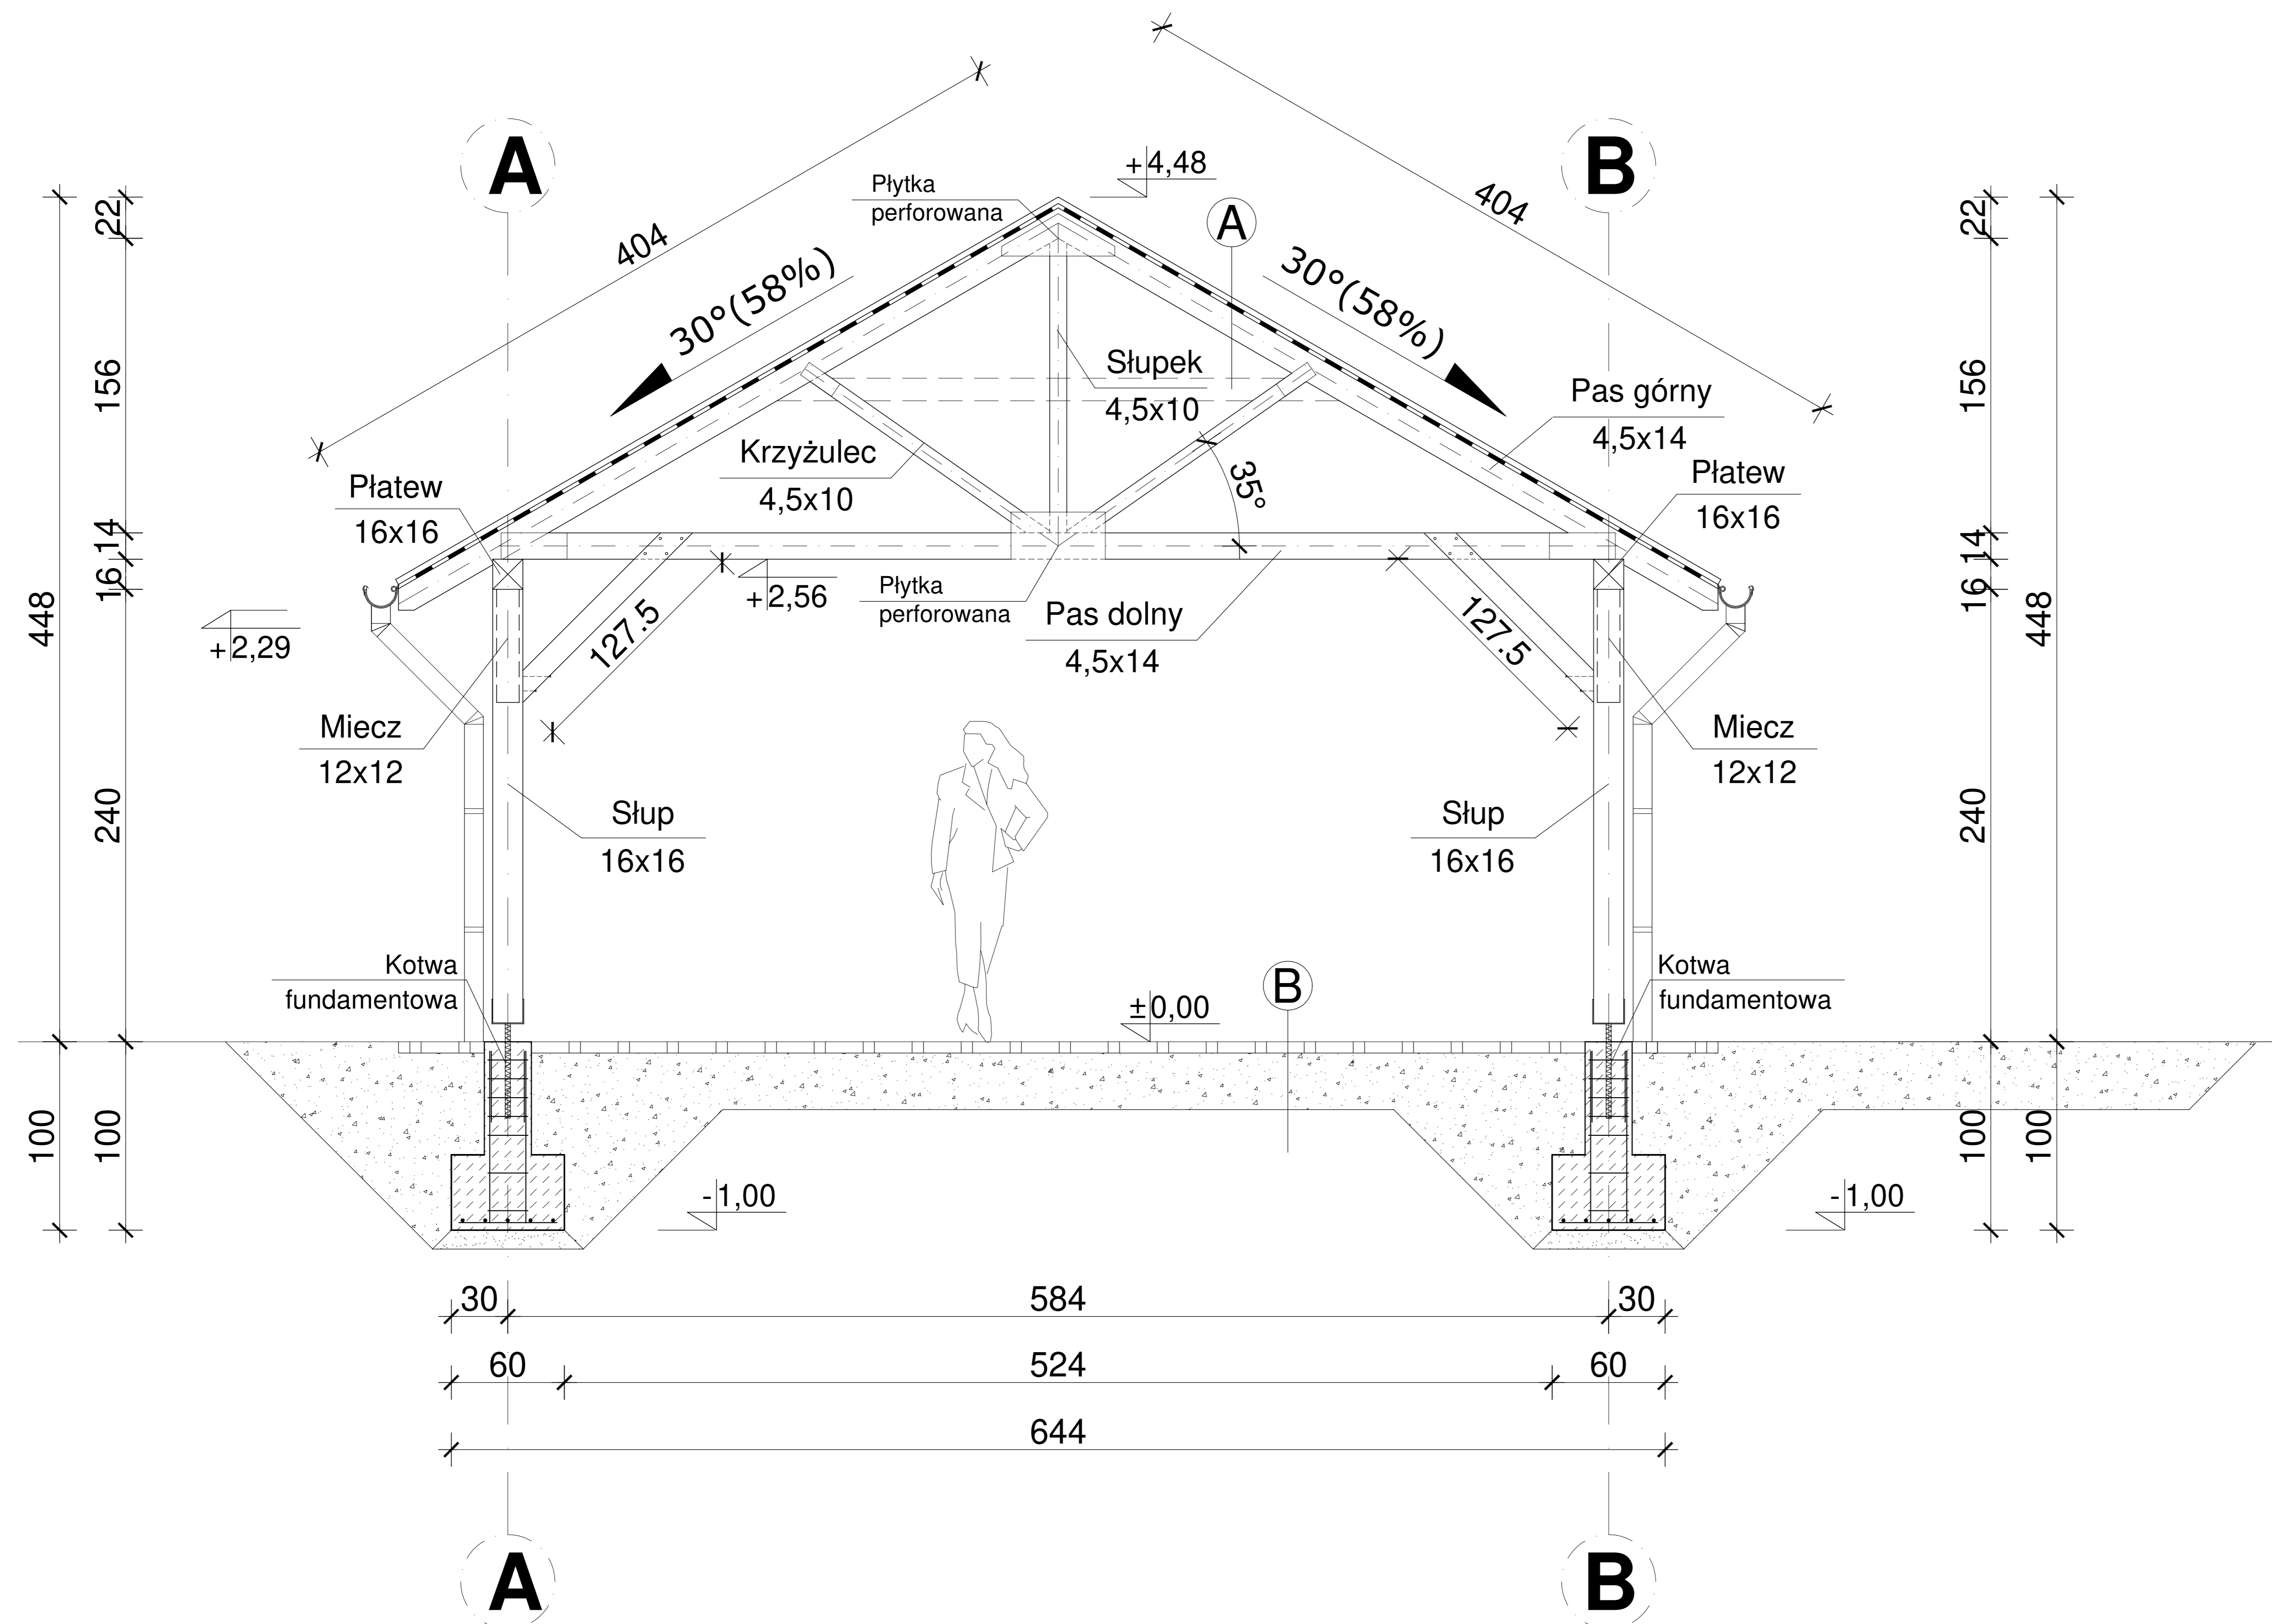 A
B
404
404
+4,48
Płytka
perforowana
A
30°(58%)
30°(58%)
22
156
14
16
448
240
100
100
22
156
14
16
448
240
100
100
Słupek
4,5x10
Pas górny
4,5x14
Krzyżulec
4,5x10
35°
Płatew
16x16
Płatew
16x16
+2,56
Płytka
perforowana
Pas dolny
4,5x14
127.5
127.5
+2,29
Miecz
12x12
Miecz
12x12
Słup
16x16
Słup
16x16
Kotwa
fundamentowa
Kotwa
fundamentowa
±0,00
B
-1,00
-1,00
30
584
30
60
524
60
644
A
B